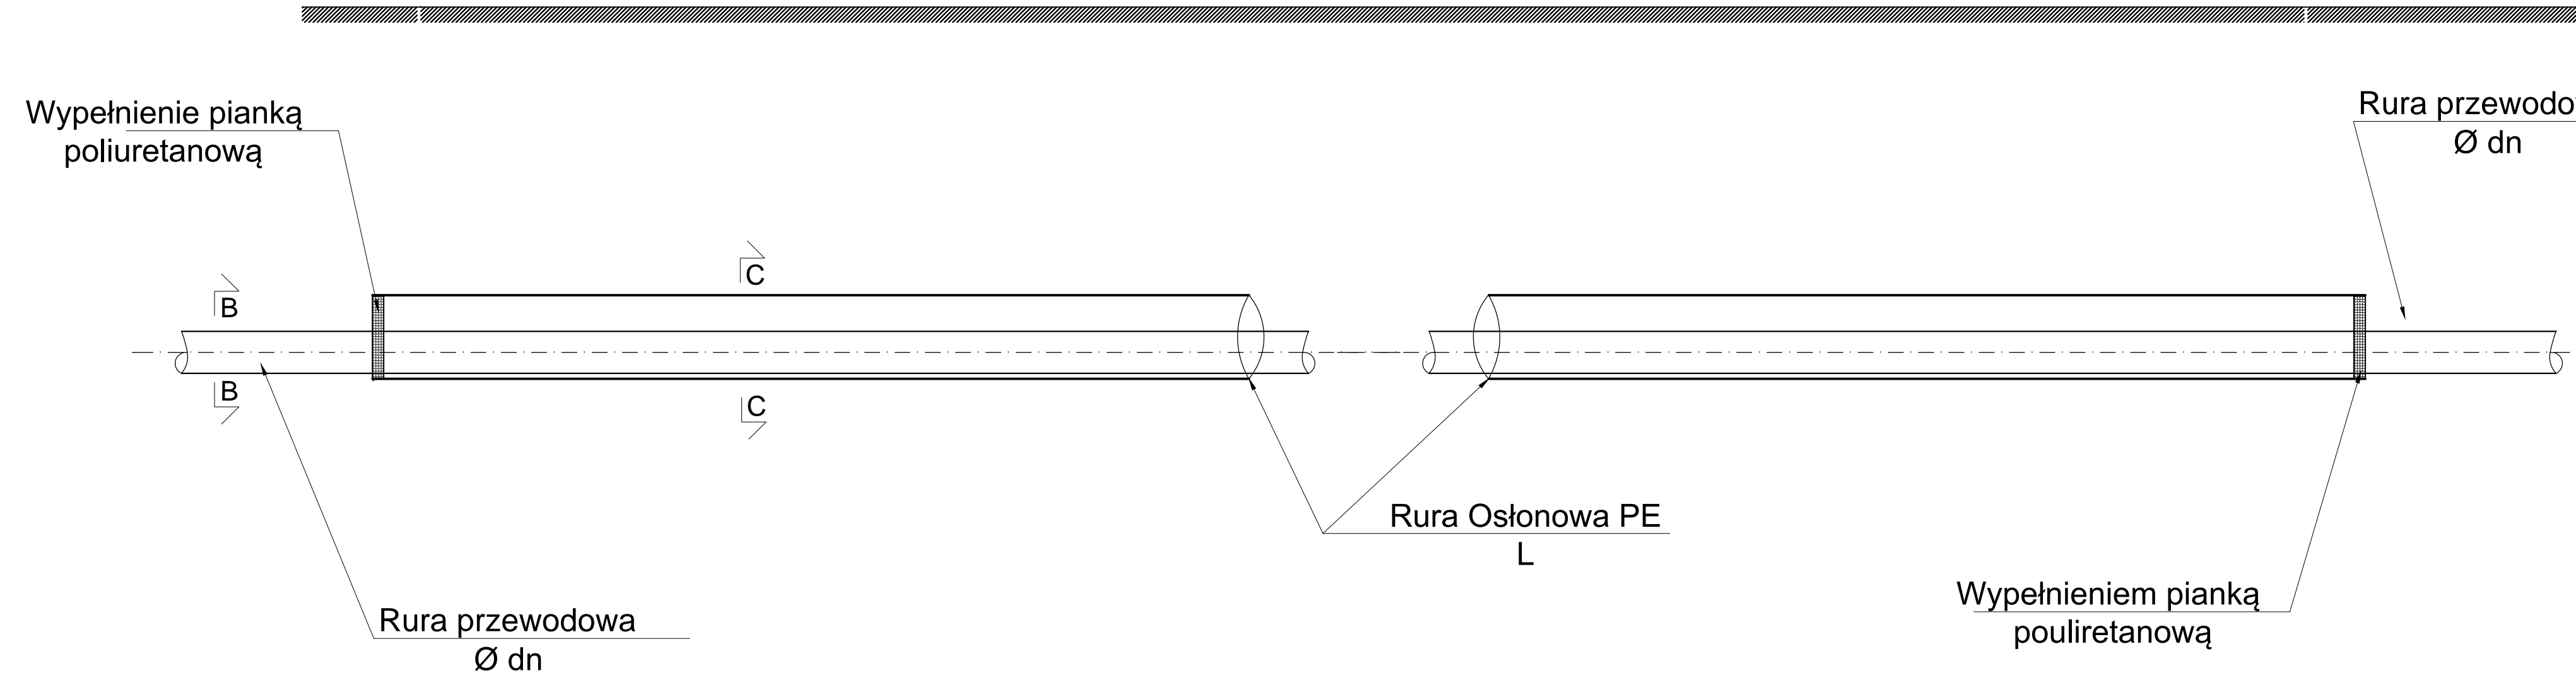 Wypełnienie pianką
poliuretanową
Rura przewodo
Ø dn
C
B
B
C
Rura Osłonowa PE
L
Wypełnieniem pianką
pouliretanową
Rura przewodowa
Ø dn